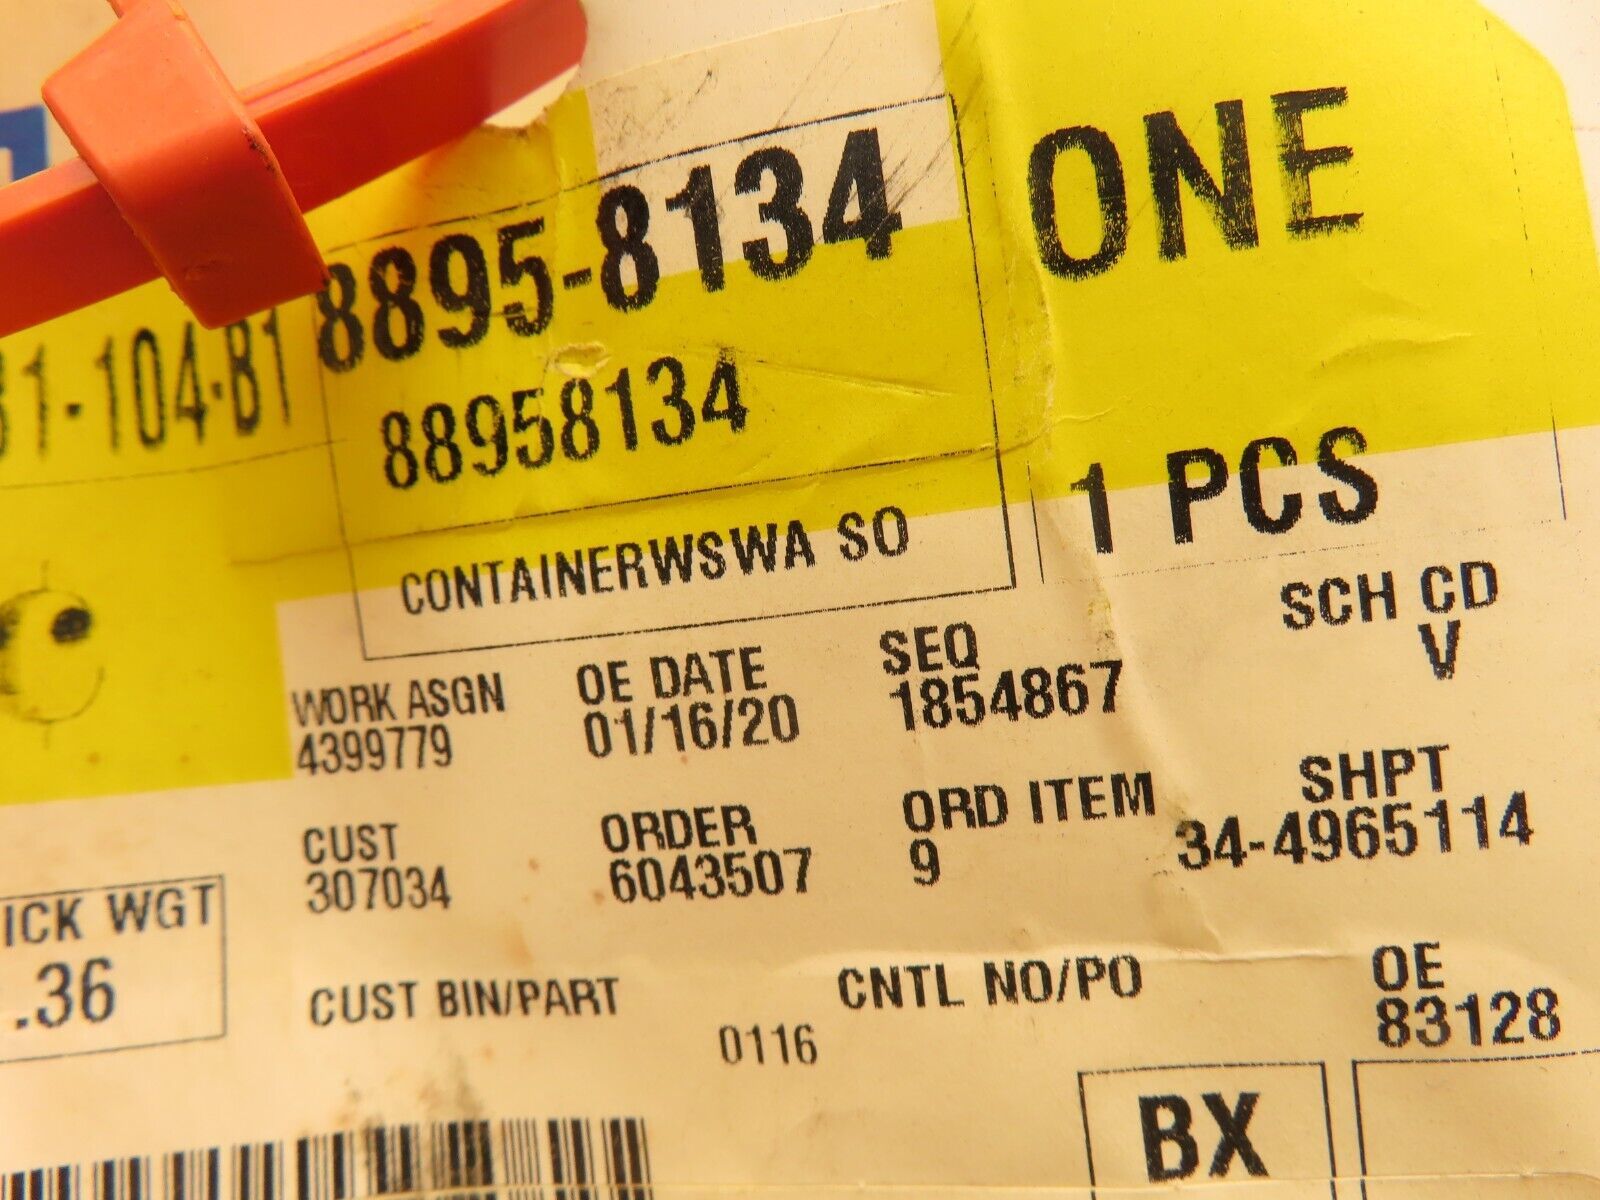 8895-8134 ONE
1-104-B1
88958134
1 PCS
CONTAINERWSWA SO
SCH CD
V
WORK ASGN OE DATE SEQ
4399779 01/16/20 1854867
CUST ORDER ORD ITEM SHPT
307034 6043507 9 34-4965114
ICK WGT
.36
CUST BIN/PART CNTL NO/PO OE
0116 83128
BX